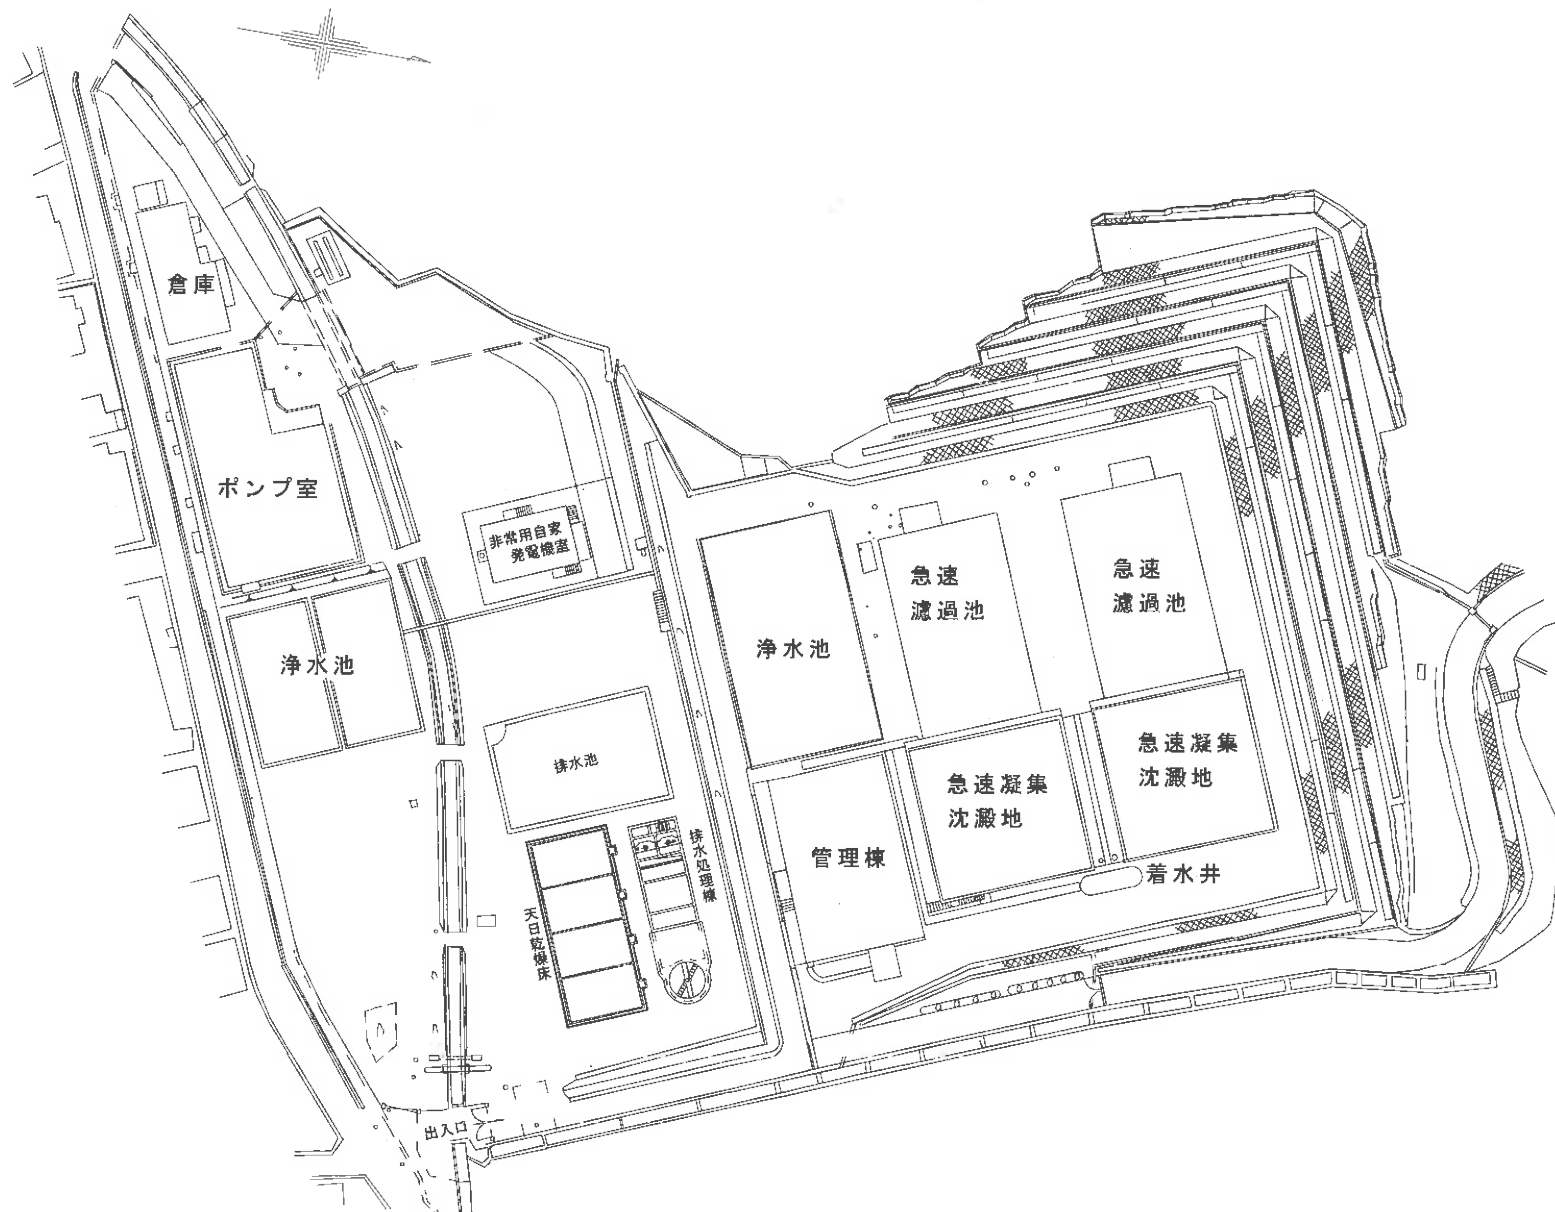 倉庫
ポンプ室
非常用自家
発電機室
浄水池
急速
濾過池
急速
濾過池
浄水池
排水池
急速凝集
沈澱地
急速凝集
沈澱地
管理棟
着水井
排水処理棟
天日乾燥床
出入口